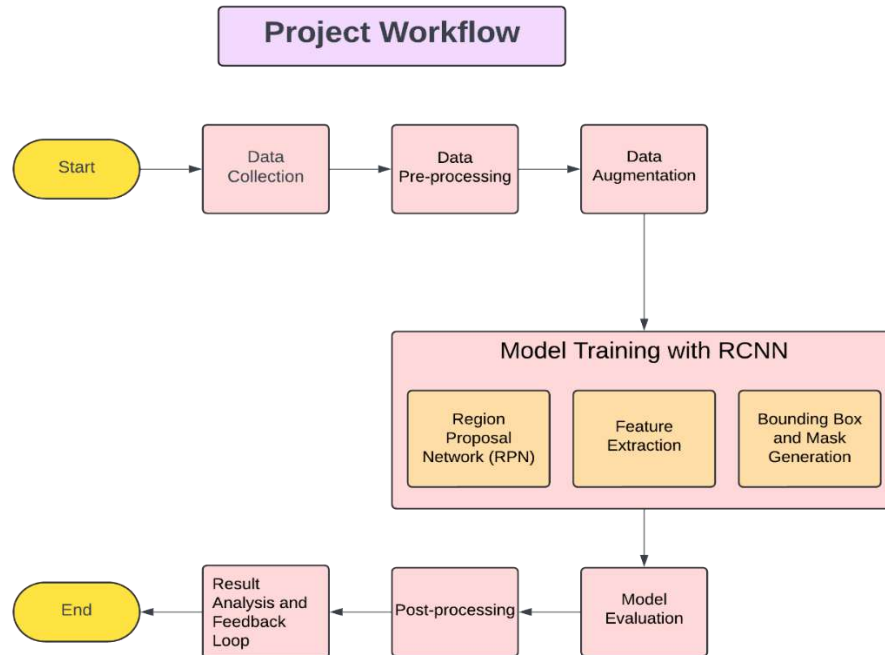 Project Workflow
Start
Data
Collection
Data
Pre-processing
Data
Augmentation
Model Training with RCNN
Region
Proposal
Network (RPN)
Feature
Extraction
Bounding Box
and Mask
Generation
End
Result
Analysis and
Feedback
Loop
Post-processing
Model
Evaluation